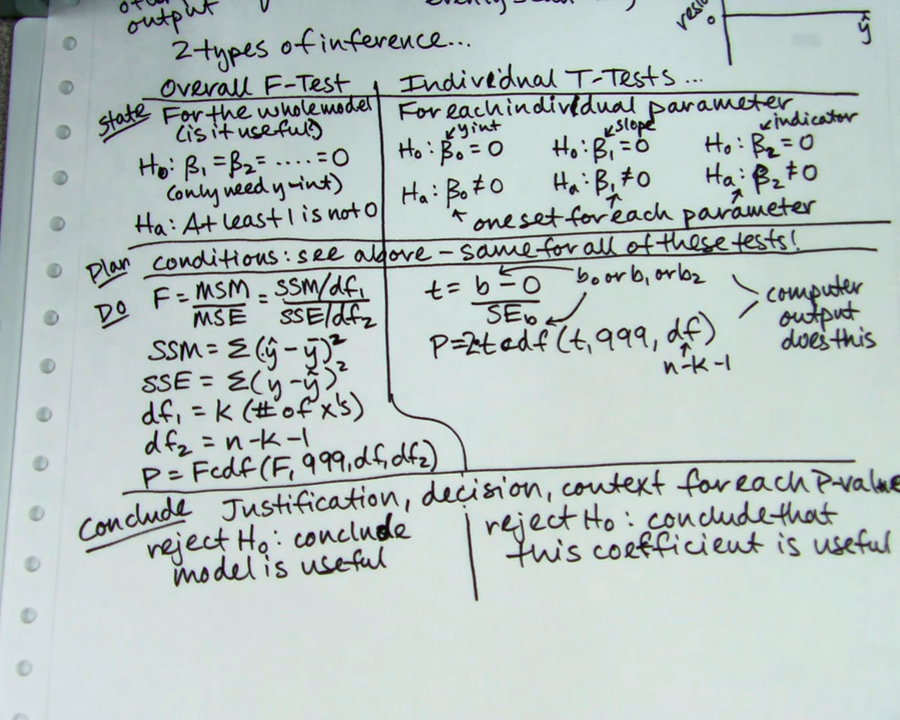 output
2 types of inference...
resid
0
ŷ
Overall F-Test
Individual T-Tests...
State
For the whole model
(is it useful?)
H₀: β₁ = β₂ = ..... = 0
(only need y-int)
Ha: At least 1 is not 0
For each individual parameter
y int
slope
indicator
H₀: β₀ = 0
H₀: β₁ = 0
H₀: β₂ = 0
Ha: β₀ ≠ 0
Ha: β₁ ≠ 0
Ha: β₂ ≠ 0
one set for each parameter
Plan
conditions: see above - same for all of these tests!
Do
F = MSM/MSE = SSM/df₁ / SSE/df₂
SSM = Σ(ŷ - ȳ)²
SSE = Σ(y - ŷ)²
df₁ = k (# of x's)
df₂ = n-k-1
P = Fcdf(F, 999, df, df₂)
t = b - 0 / SE_b
b₀ or b₁ or b₂
P = 2tcdf(t, 999, df)
n-k-1
computer
output
does this
Conclude
Justification, decision, context for each P-value
reject H₀: conclude
model is useful
reject H₀: conclude that
this coefficient is useful